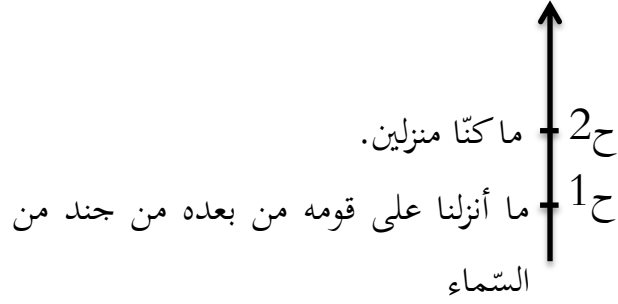 ح2 ما كنّا منزلين.
ح1 ما أنزلنا على قومه من بعده من جند من
السّماء